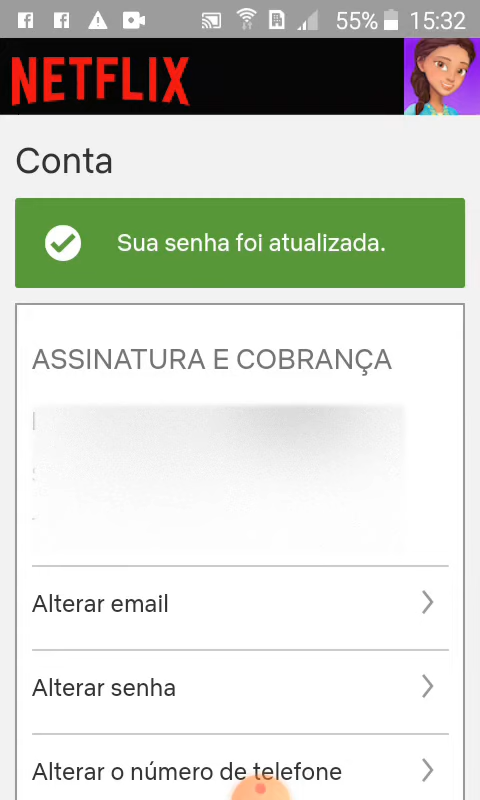 55% 15:32
NETFLIX
Conta
Sua senha foi atualizada.
ASSINATURA E COBRANÇA
Alterar email
Alterar senha
Alterar o número de telefone